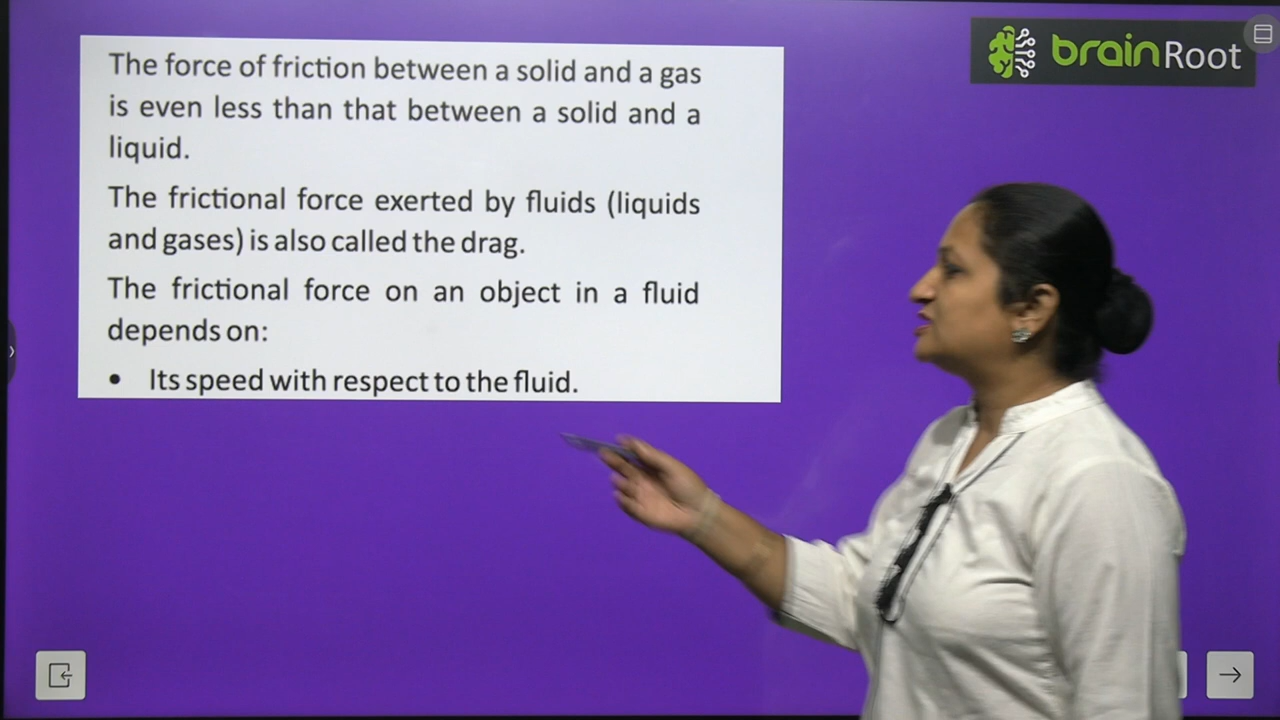 The force of friction between a solid and a gas
is even less than that between a solid and a
liquid.
The frictional force exerted by fluids (liquids
and gases) is also called the drag.
The frictional force on an object in a fluid
depends on:
• Its speed with respect to the fluid.
brainRoot